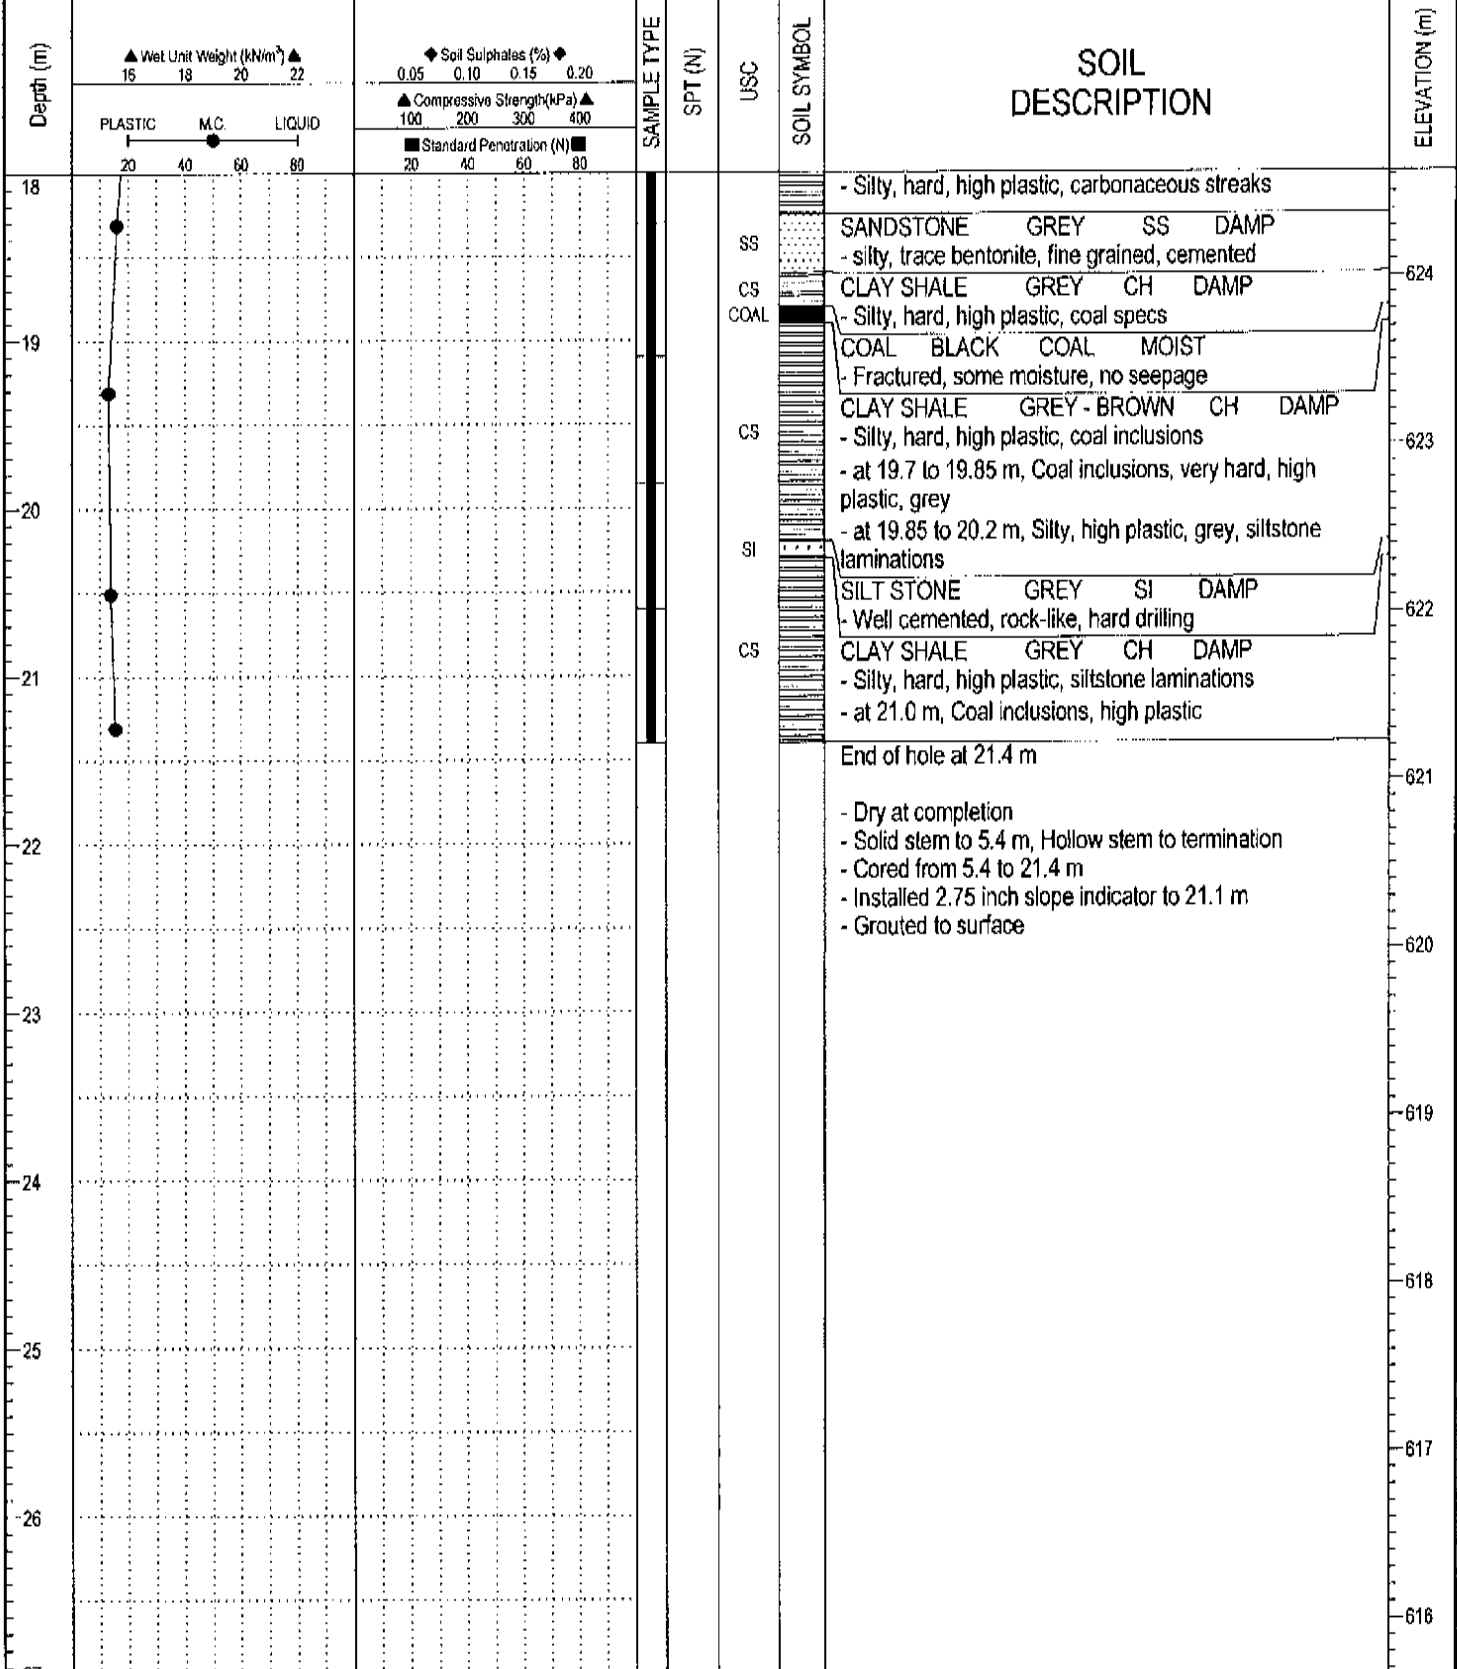 Depth (m)
▲ Wet Unit Weight (kN/m³) ▲
16 18 20 22
PLASTIC M.C. LIQUID
20 40 60 80
◆ Soil Sulphates (%) ◆
0.05 0.10 0.15 0.20
▲ Compressive Strength(kPa) ▲
100 200 300 400
■ Standard Penetration (N) ■
20 40 60 80
SAMPLE TYPE
SPT (N)
USC
SOIL SYMBOL
SOIL
DESCRIPTION
ELEVATION (m)
18
19
20
21
22
23
24
25
26
SS
CS
COAL
CS
SI
CS
- Silty, hard, high plastic, carbonaceous streaks
SANDSTONE GREY SS DAMP
- silty, trace bentonite, fine grained, cemented
CLAY SHALE GREY CH DAMP
- Silty, hard, high plastic, coal specs
COAL BLACK COAL MOIST
- Fractured, some moisture, no seepage
CLAY SHALE GREY - BROWN CH DAMP
- Silty, hard, high plastic, coal inclusions
- at 19.7 to 19.85 m, Coal inclusions, very hard, high
plastic, grey
- at 19.85 to 20.2 m, Silty, high plastic, grey, siltstone
laminations
SILT STONE GREY SI DAMP
- Well cemented, rock-like, hard drilling
CLAY SHALE GREY CH DAMP
- Silty, hard, high plastic, siltstone laminations
- at 21.0 m, Coal inclusions, high plastic
End of hole at 21.4 m
- Dry at completion
- Solid stem to 5.4 m, Hollow stem to termination
- Cored from 5.4 to 21.4 m
- Installed 2.75 inch slope indicator to 21.1 m
- Grouted to surface
624
623
622
621
620
619
618
617
616